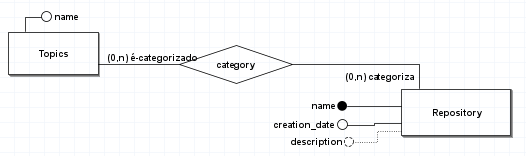 name
Topics
(0,n) é-categorizado
category
(0,n) categoriza
name
Repository
creation_date
description